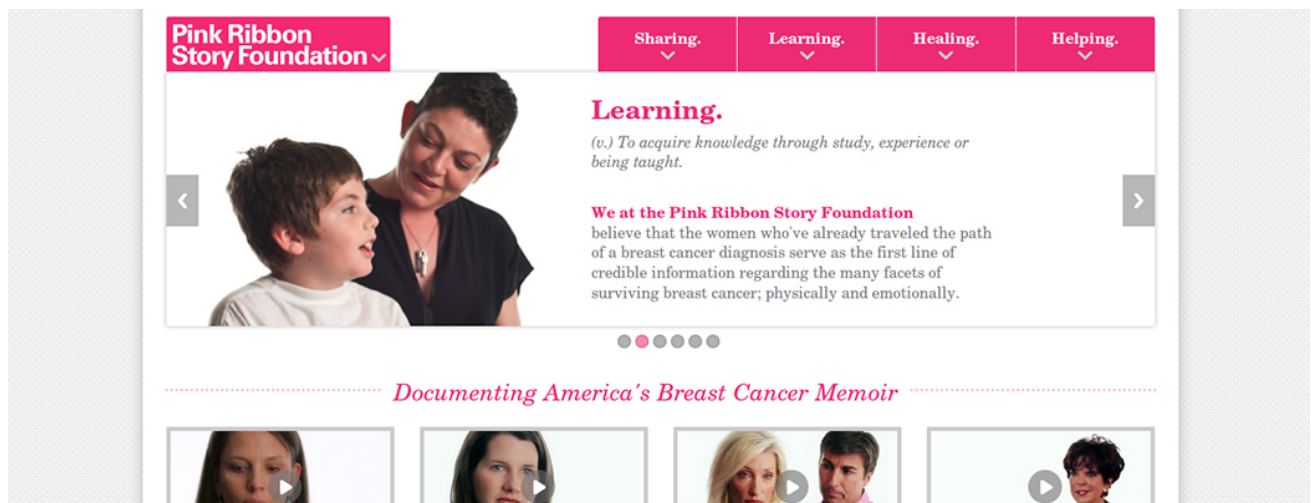 Pink Ribbon
Story Foundation
Sharing.
Learning.
Healing.
Helping.
Learning.
(v.) To acquire knowledge through study, experience or
being taught.
We at the Pink Ribbon Story Foundation
believe that the women who've already traveled the path
of a breast cancer diagnosis serve as the first line of
credible information regarding the many facets of
surviving breast cancer; physically and emotionally.
Documenting America's Breast Cancer Memoir